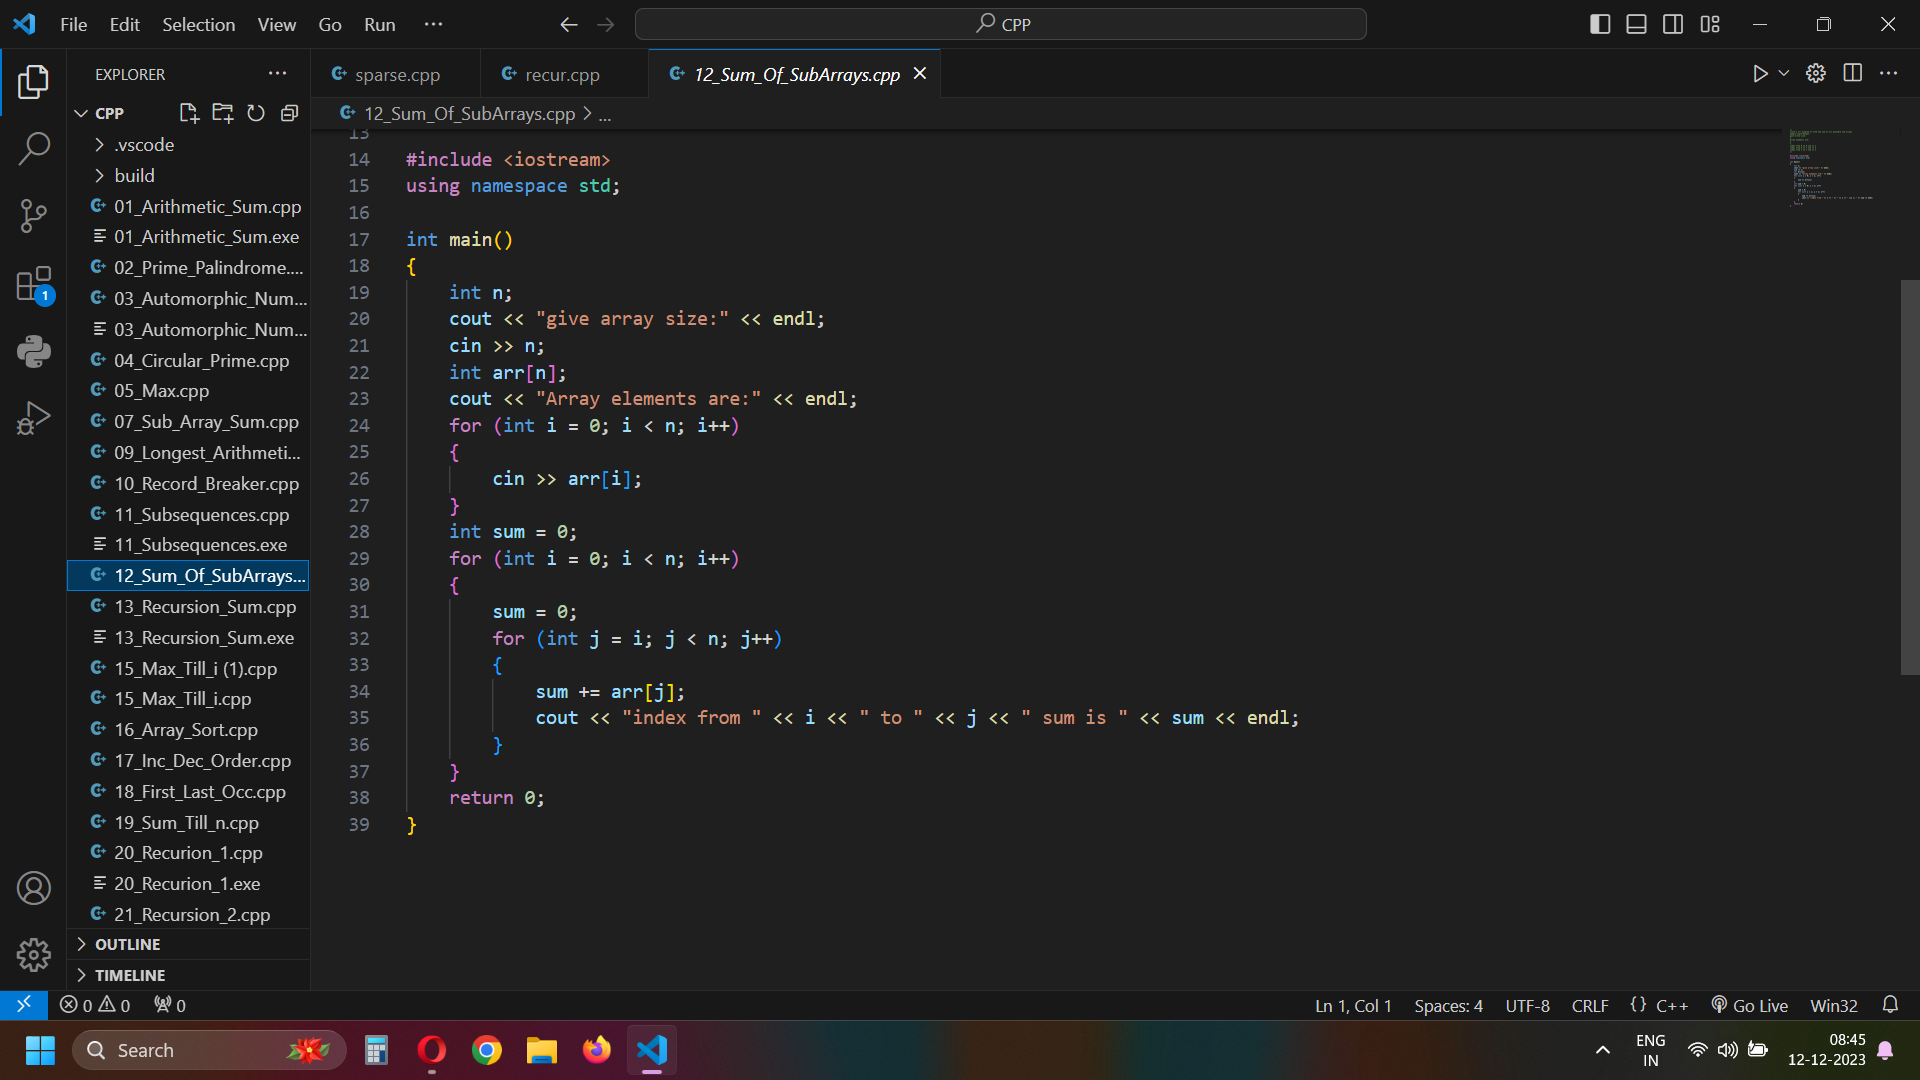 File Edit Selection View Go Run ...
CPP
EXPLORER ...
sparse.cpp
recur.cpp
12_Sum_Of_SubArrays.cpp
CPP
12_Sum_Of_SubArrays.cpp > ...
.vscode
build
01_Arithmetic_Sum.cpp
01_Arithmetic_Sum.exe
02_Prime_Palindrome....
03_Automorphic_Num...
03_Automorphic_Num...
04_Circular_Prime.cpp
05_Max.cpp
07_Sub_Array_Sum.cpp
09_Longest_Arithmeti...
10_Record_Breaker.cpp
11_Subsequences.cpp
11_Subsequences.exe
12_Sum_Of_SubArrays...
13_Recursion_Sum.cpp
13_Recursion_Sum.exe
15_Max_Till_i (1).cpp
15_Max_Till_i.cpp
16_Array_Sort.cpp
17_Inc_Dec_Order.cpp
18_First_Last_Occ.cpp
19_Sum_Till_n.cpp
20_Recurion_1.cpp
20_Recurion_1.exe
21_Recursion_2.cpp
OUTLINE
TIMELINE
1
13
14 #include <iostream>
15 using namespace std;
16
17 int main()
18 {
19     int n;
20     cout << "give array size:" << endl;
21     cin >> n;
22     int arr[n];
23     cout << "Array elements are:" << endl;
24     for (int i = 0; i < n; i++)
25     {
26         cin >> arr[i];
27     }
28     int sum = 0;
29     for (int i = 0; i < n; i++)
30     {
31         sum = 0;
32         for (int j = i; j < n; j++)
33         {
34             sum += arr[j];
35             cout << "index from " << i << " to " << j << " sum is " << sum << endl;
36         }
37     }
38     return 0;
39 }
0 0 0
Ln 1, Col 1 Spaces: 4 UTF-8 CRLF {} C++ Go Live Win32
Search
ENG
IN
08:45
12-12-2023